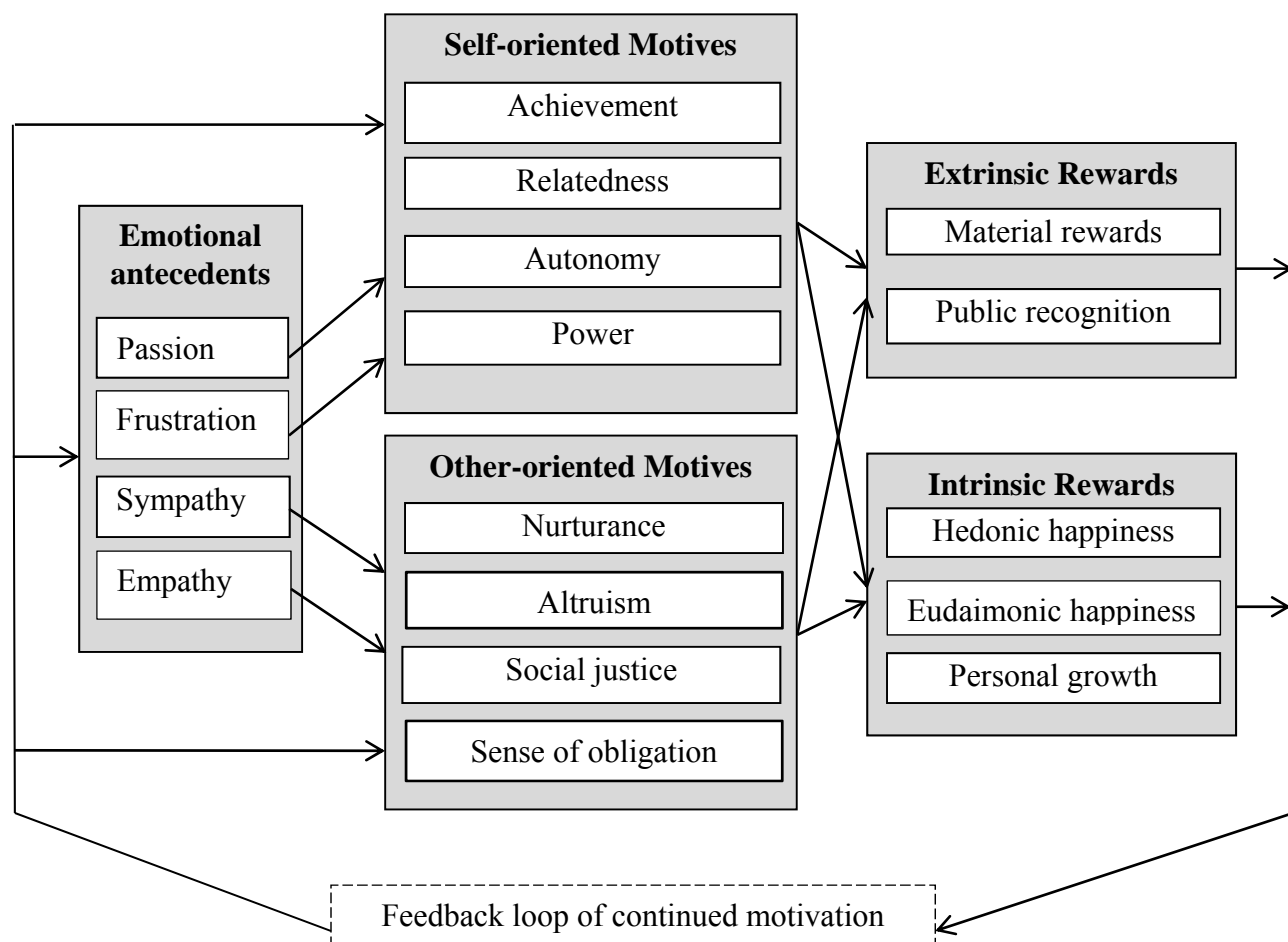 Self-oriented Motives
Achievement
Relatedness
Autonomy
Power
Emotional
antecedents
Passion
Frustration
Sympathy
Empathy
Other-oriented Motives
Nurturance
Altruism
Social justice
Sense of obligation
Extrinsic Rewards
Material rewards
Public recognition
Intrinsic Rewards
Hedonic happiness
Eudaimonic happiness
Personal growth
Feedback loop of continued motivation